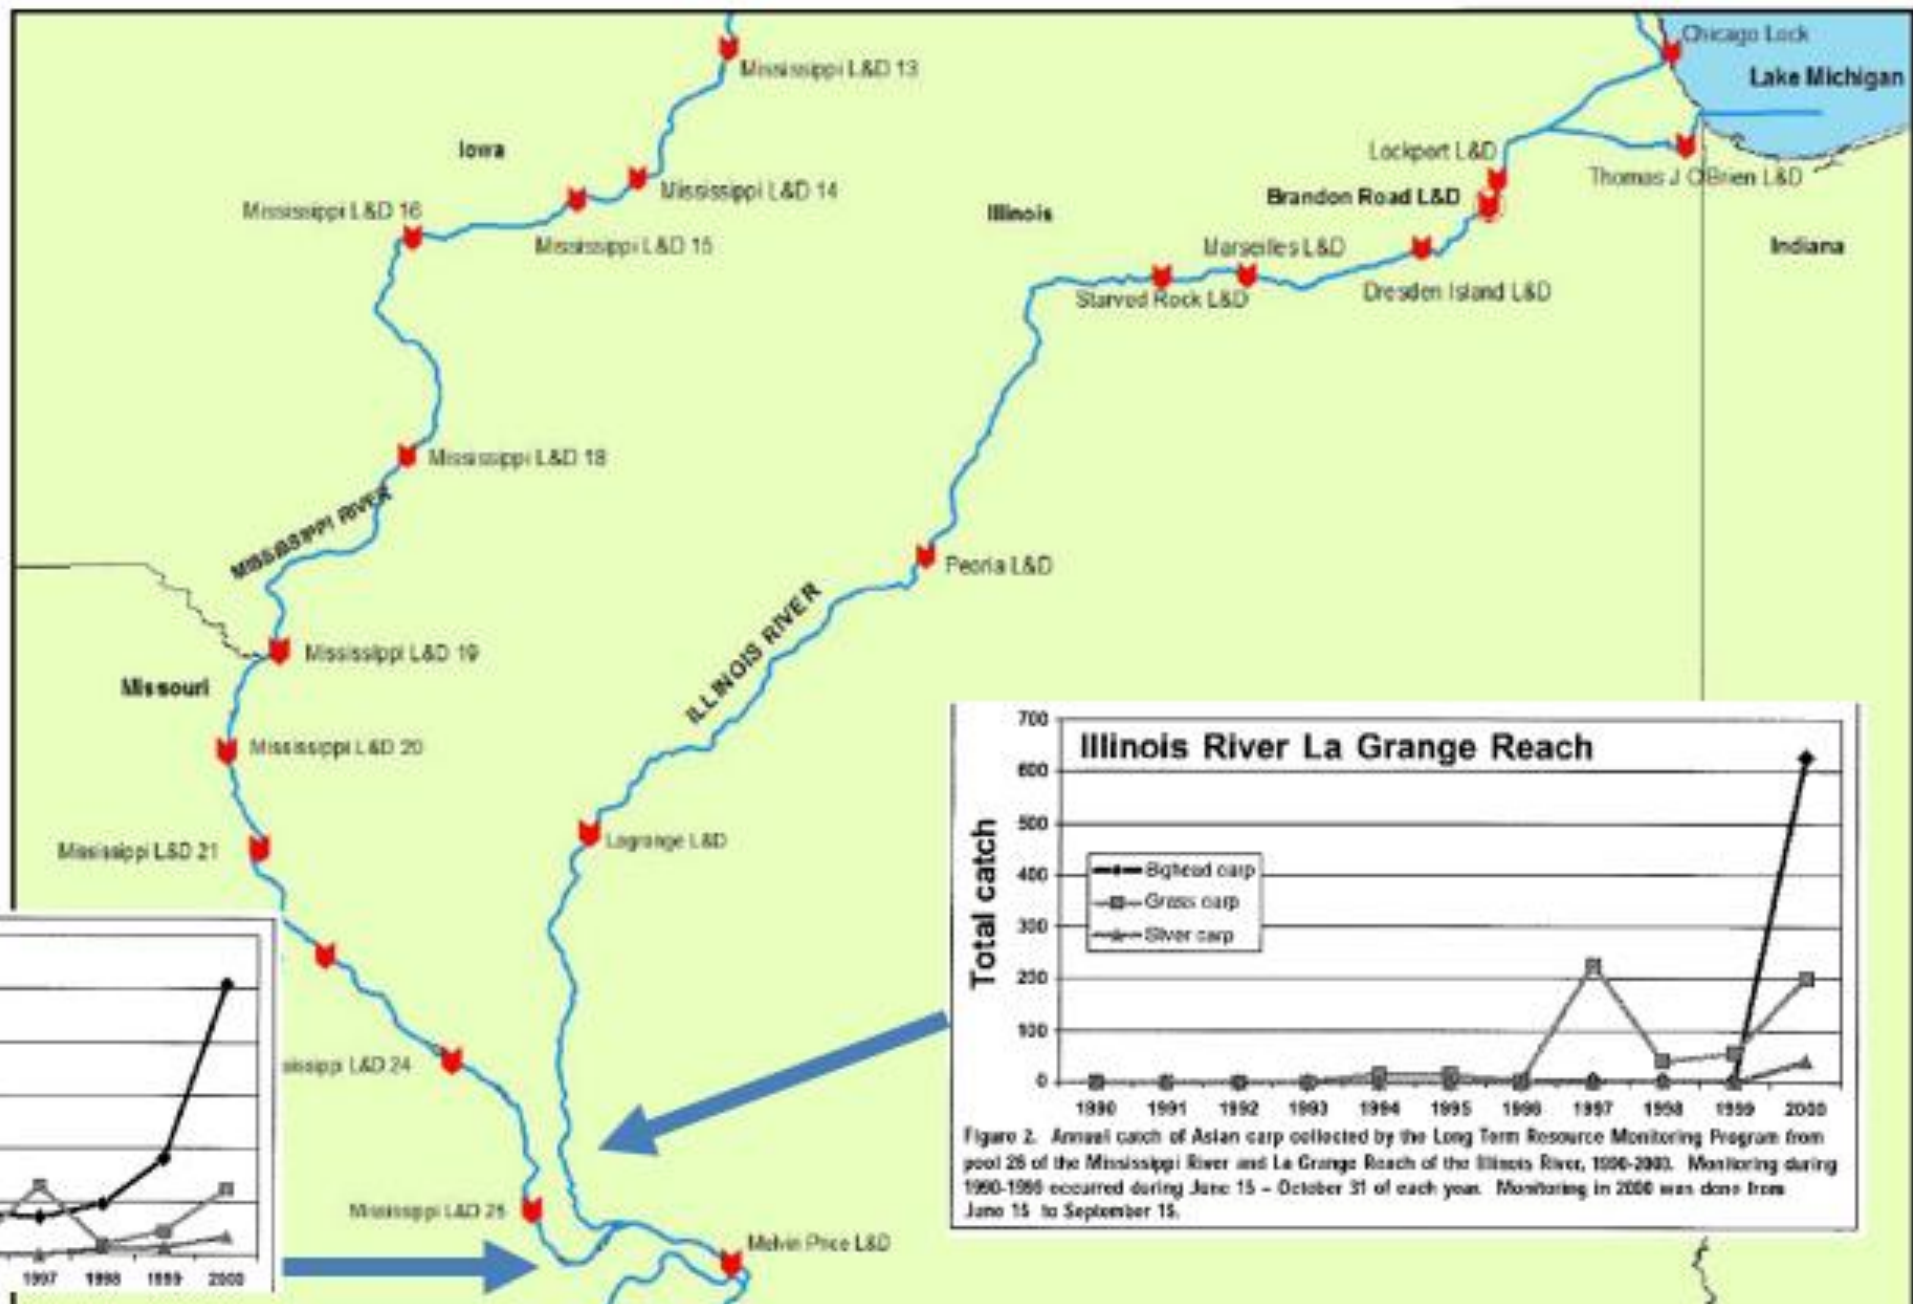 Chicago Lock
Mississippi L&D 13
Lake Michigan
Iowa
Lockport L&D
Mississippi L&D 14
Thomas J O'Brien L&D
Brandon Road L&D
Mississippi L&D 16
Illinois
Mississippi L&D 15
Marseilles L&D
Indiana
Starved Rock L&D
Dresden Island L&D
Mississippi L&D 18
MISSISSIPPI RIVER
Peoria L&D
ILLINOIS RIVER
Mississippi L&D 19
Missouri
Mississippi L&D 20
Lagrange L&D
Mississippi L&D 21
sissippi L&D 24
Mississippi L&D 25
Melvin Price L&D
1997 1998 1999 2000
Illinois River La Grange Reach
Total catch
700
600
500
400
300
200
100
0
Bighead carp
Grass carp
Silver carp
1990 1991 1992 1993 1994 1995 1996 1997 1998 1999 2000
Figure 2. Annual catch of Asian carp collected by the Long Term Resource Monitoring Program from
pool 26 of the Mississippi River and La Grange Reach of the Illinois River, 1990-2000. Monitoring during
1990-1999 occurred during June 15 – October 31 of each year. Monitoring in 2000 was done from
June 15 to September 15.